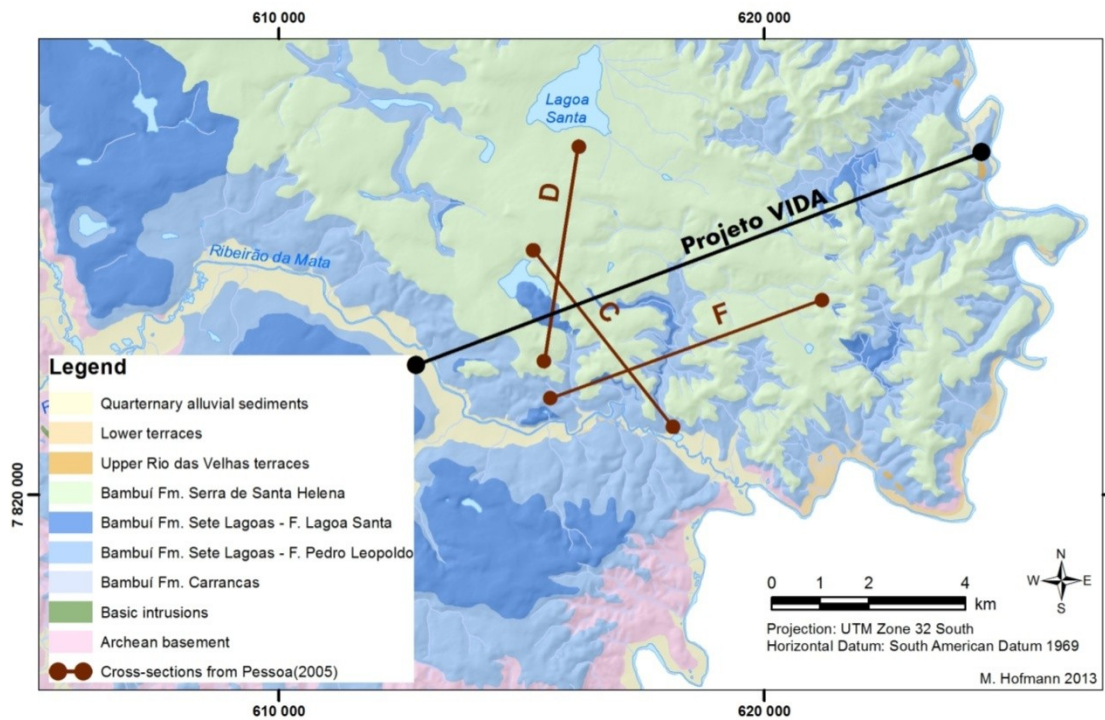 610 000
620 000
Lagoa
Santa
D
Projeto VIDA
Ribeirão da Mata
C
F
Legend
Quarternary alluvial sediments
Lower terraces
Upper Rio das Velhas terraces
Bambuí Fm. Serra de Santa Helena
Bambuí Fm. Sete Lagoas - F. Lagoa Santa
Bambuí Fm. Sete Lagoas - F. Pedro Leopoldo
Bambuí Fm. Carrancas
Basic intrusions
Archean basement
Cross-sections from Pessoa(2005)
7 820 000
N
W
E
S
0 1 2 4
km
Projection: UTM Zone 32 South
Horizontal Datum: South American Datum 1969
M. Hofmann 2013
610 000
620 000